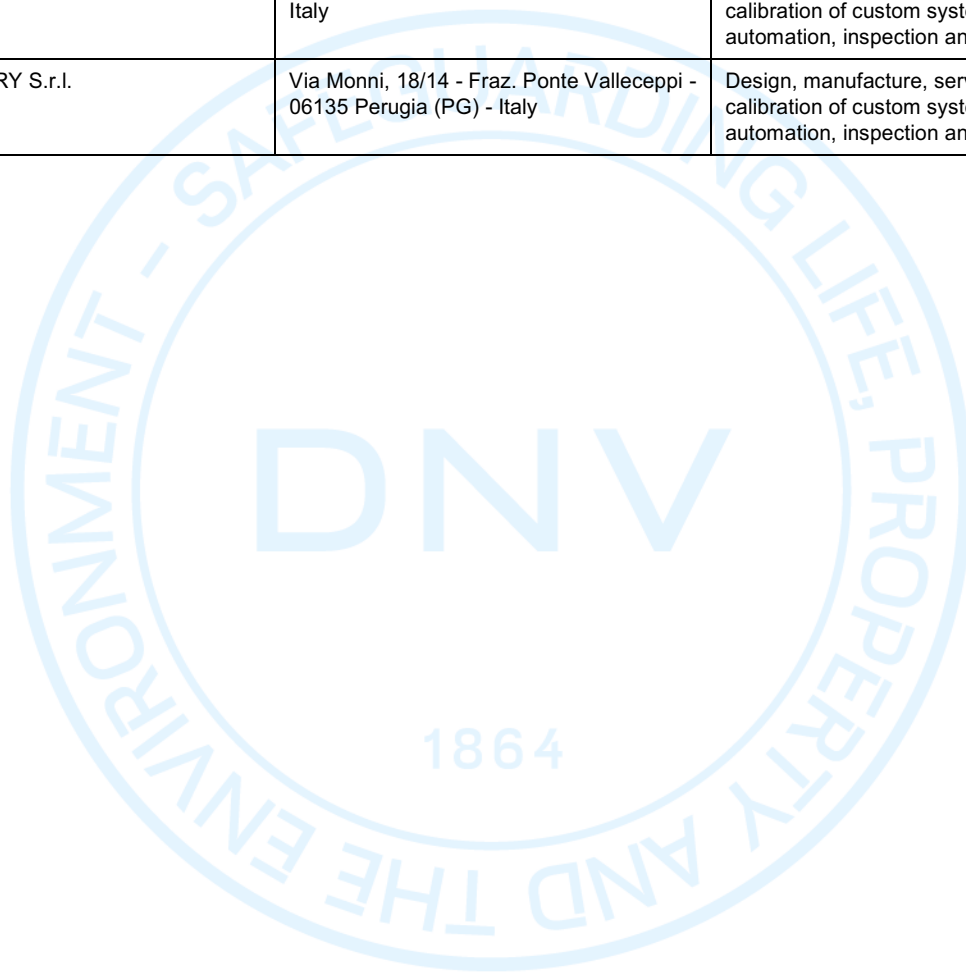 Italy
calibration of custom syst
automation, inspection an
RY S.r.l.
Via Monni, 18/14 - Fraz. Ponte Valleceppi -
06135 Perugia (PG) - Italy
Design, manufacture, ser
calibration of custom syst
automation, inspection an
SAFEGUARDING LIFE, PROPERTY AND THE ENVIRONMENT -
DNV
1864